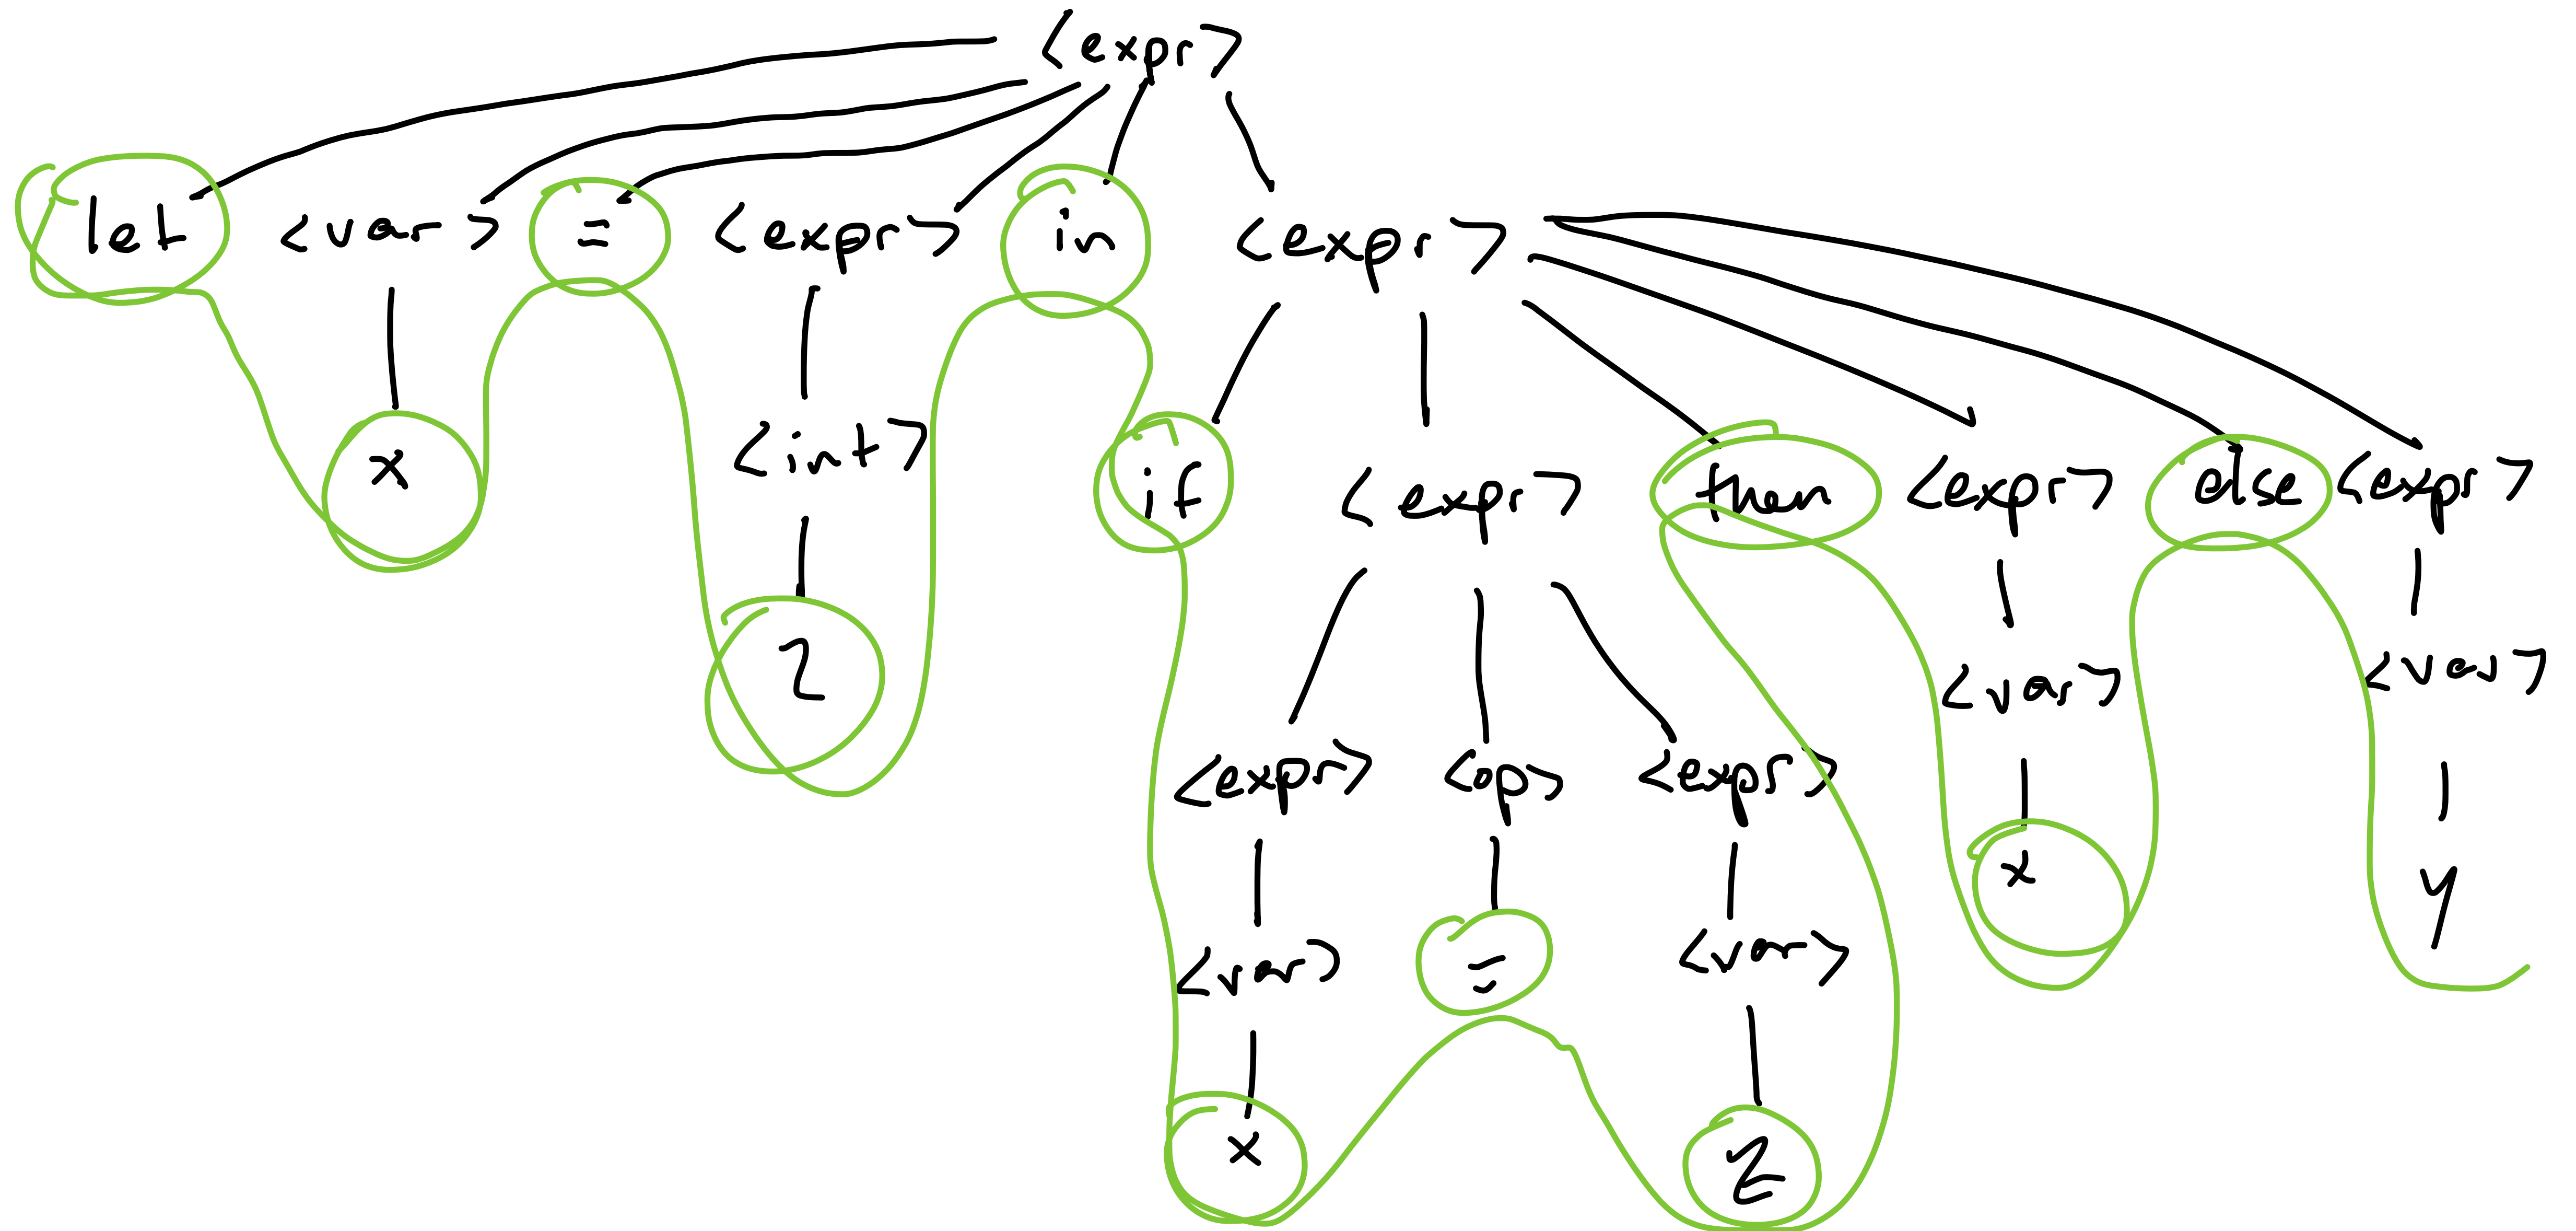 <expr>
let <var> = <expr> in <expr>
x <int> if <expr> then <expr> else <expr>
2 <var> <var>
<expr> <op> <expr>
x y
<var> = <var>
x z